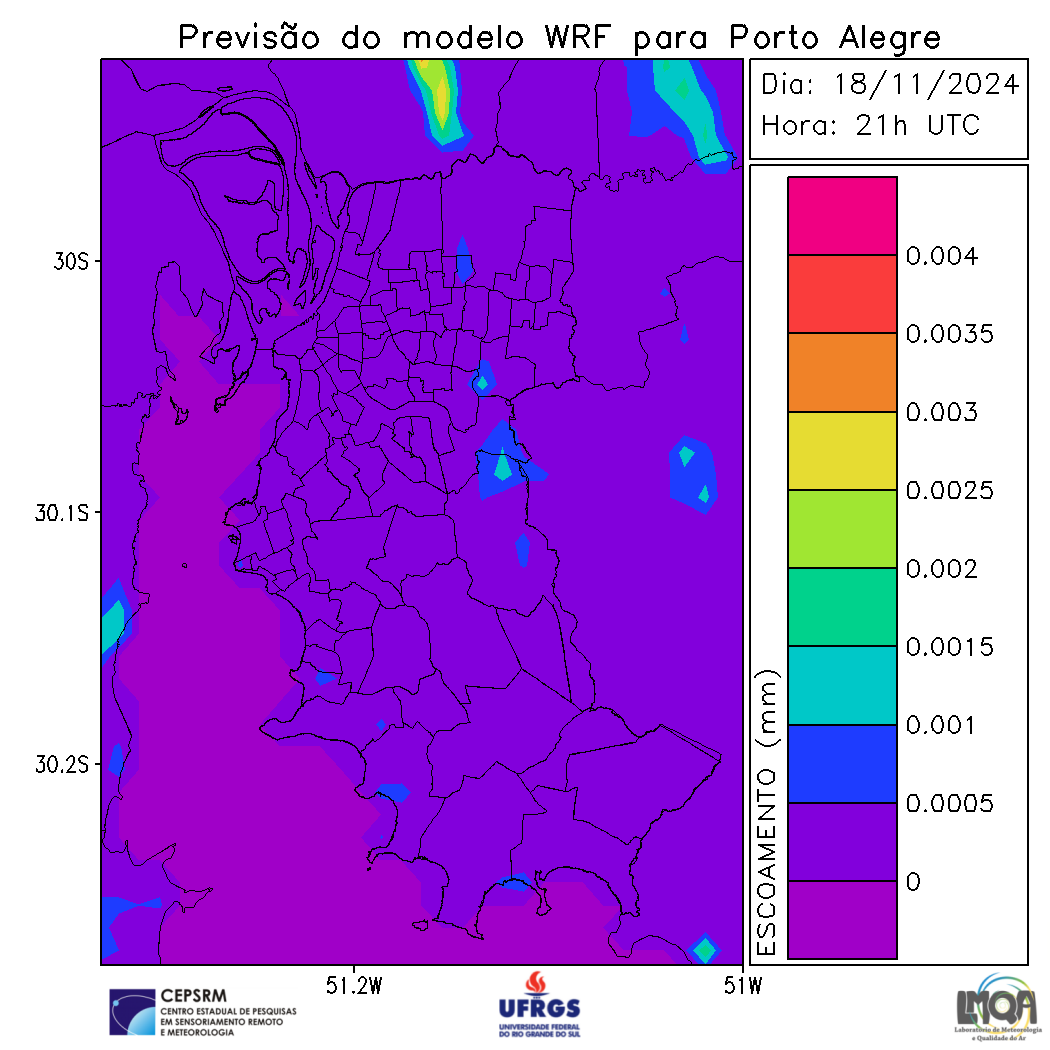 Previsão do modelo WRF para Porto Alegre
Dia: 18/11/2024
Hora: 21h UTC
30S
30.1S
30.2S
51.2W
51W
0.004
0.0035
0.003
0.0025
0.002
0.0015
0.001
0.0005
0
ESCOAMENTO (mm)
CEPSRM
CENTRO ESTADUAL DE PESQUISAS
EM SENSORIAMENTO REMOTO
E METEOROLOGIA
UFRGS
UNIVERSIDADE FEDERAL
DO RIO GRANDE DO SUL
LMQA
Laboratório de Meteorologia
e Qualidade do Ar